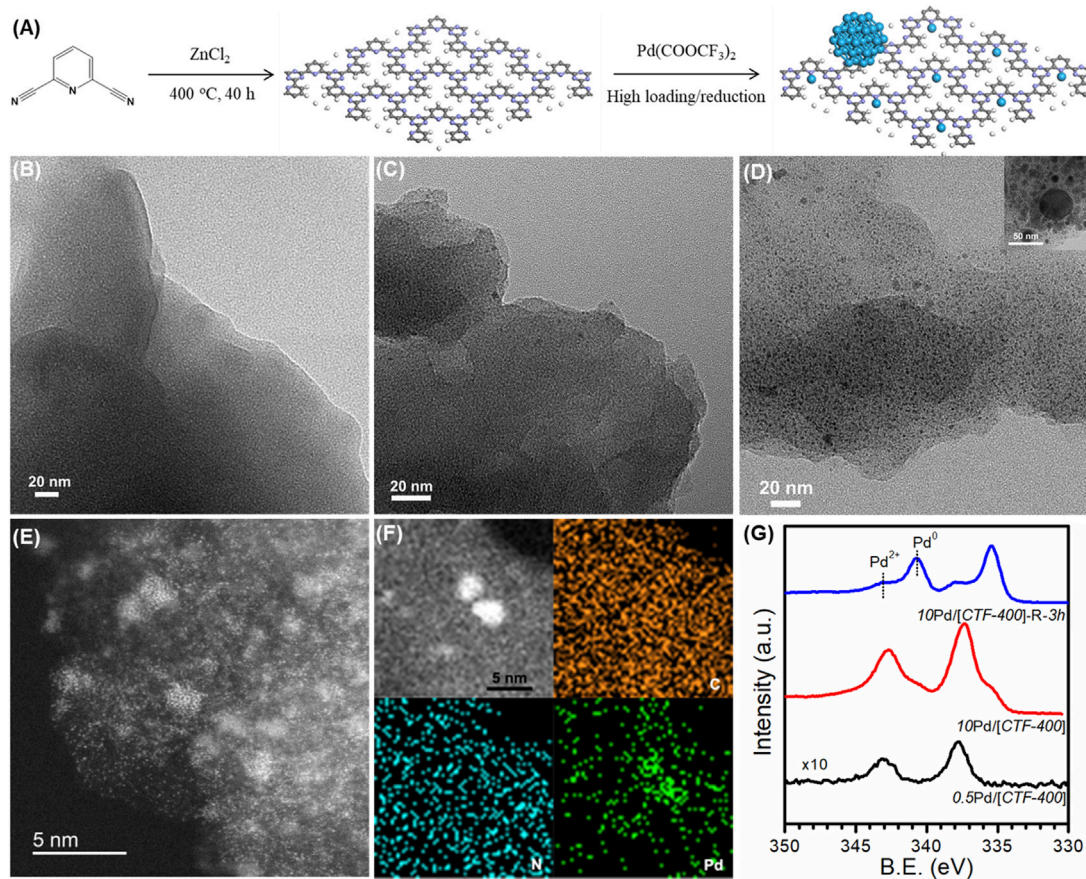 (A)
N
N
N
ZnCl2
400 °C, 40 h
Pd(COOCF3)2
High loading/reduction
(B)
20 nm
(C)
20 nm
(D)
50 nm
20 nm
(E)
5 nm
(F)
5 nm
C
N
Pd
(G)
Pd2+
Pd0
10Pd/[CTF-400]-R-3h
10Pd/[CTF-400]
x10
0.5Pd/[CTF-400]
Intensity (a.u.)
350 345 340 335 330
B.E. (eV)